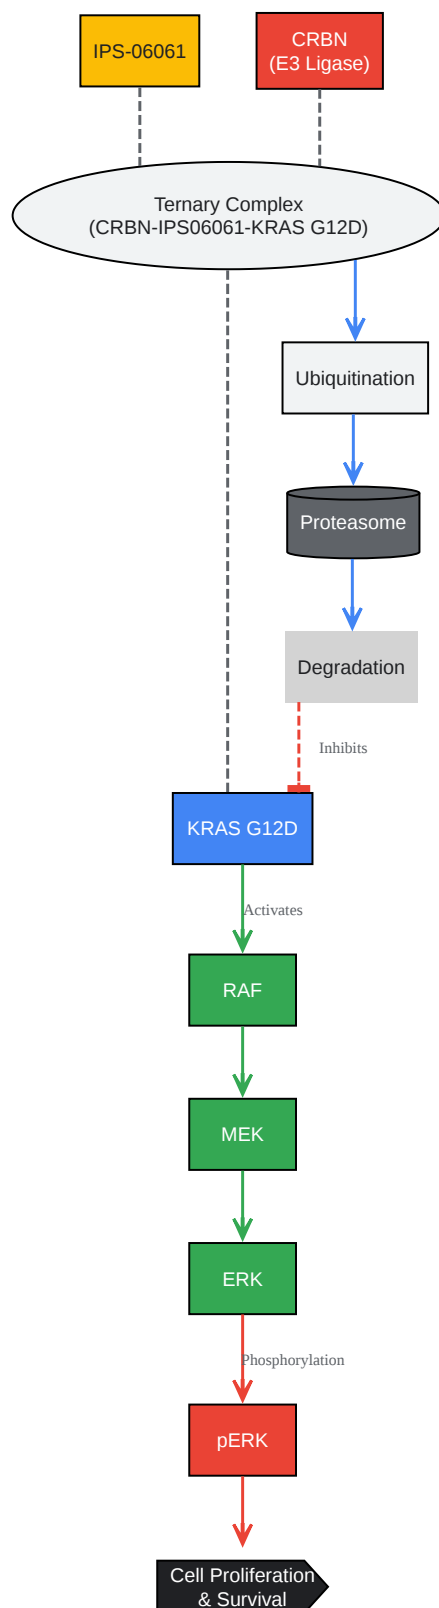 IPS-06061
CRBN
(E3 Ligase)
Ternary Complex
(CRBN-IPS06061-KRAS G12D)
Ubiquitination
Proteasome
Degradation
Inhibits
KRAS G12D
Activates
RAF
MEK
ERK
Phosphorylation
pERK
Cell Proliferation
& Survival